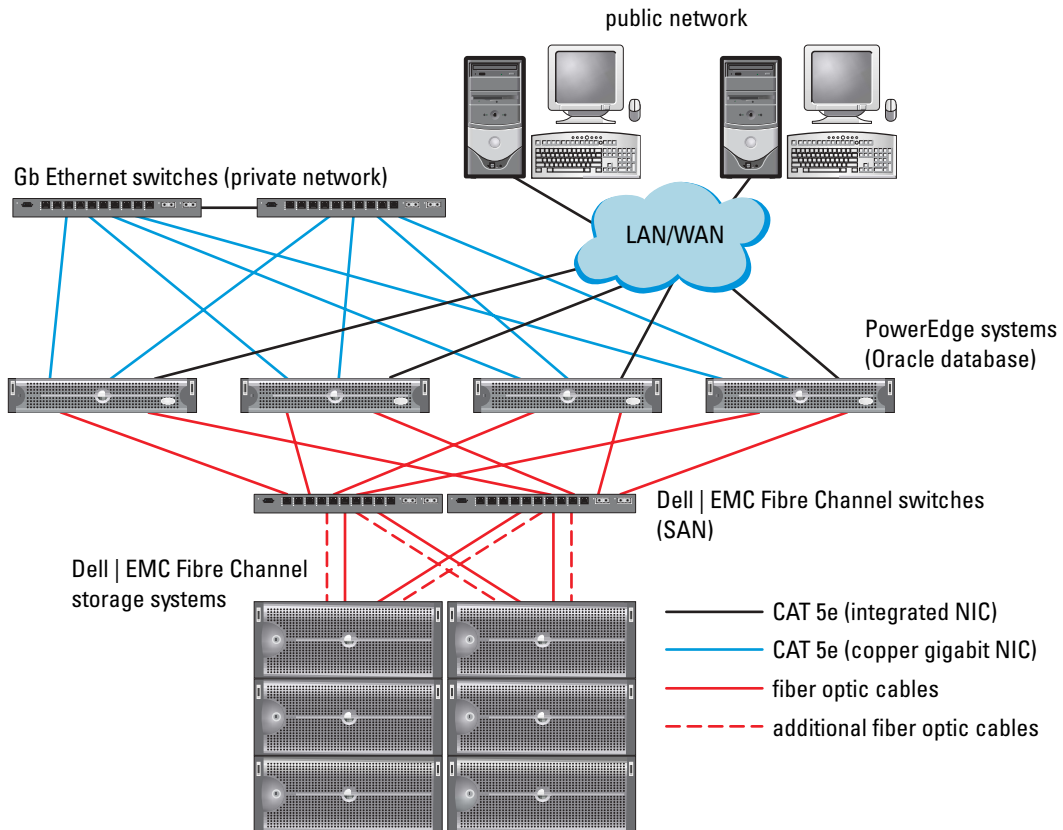 public network
Gb Ethernet switches (private network)
LAN/WAN
PowerEdge systems
(Oracle database)
Dell | EMC Fibre Channel switches
(SAN)
Dell | EMC Fibre Channel
storage systems
CAT 5e (integrated NIC)
CAT 5e (copper gigabit NIC)
fiber optic cables
additional fiber optic cables